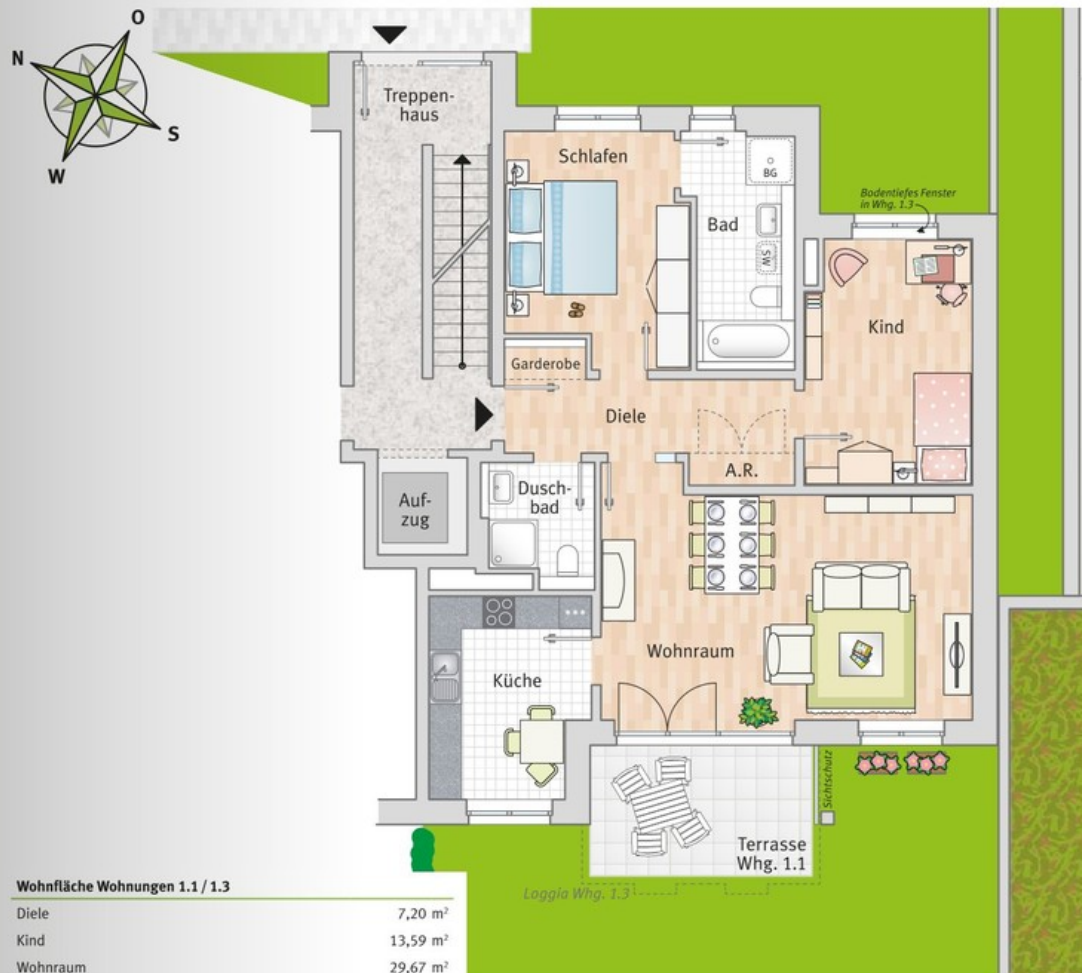 O
N
S
W
Treppen-
haus
Schlafen
BG
Bodentiefes Fenster
in Whg. 1.3
Bad
SW
Kind
Garderobe
Diele
A.R.
Auf-
zug
Dusch-
bad
Wohnraum
Küche
Sichtschutz
Terrasse
Whg. 1.1
Loggia Whg. 1.3
Wohnfläche Wohnungen 1.1 / 1.3
Diele 7,20 m²
Kind 13,59 m²
Wohnraum 29,67 m²